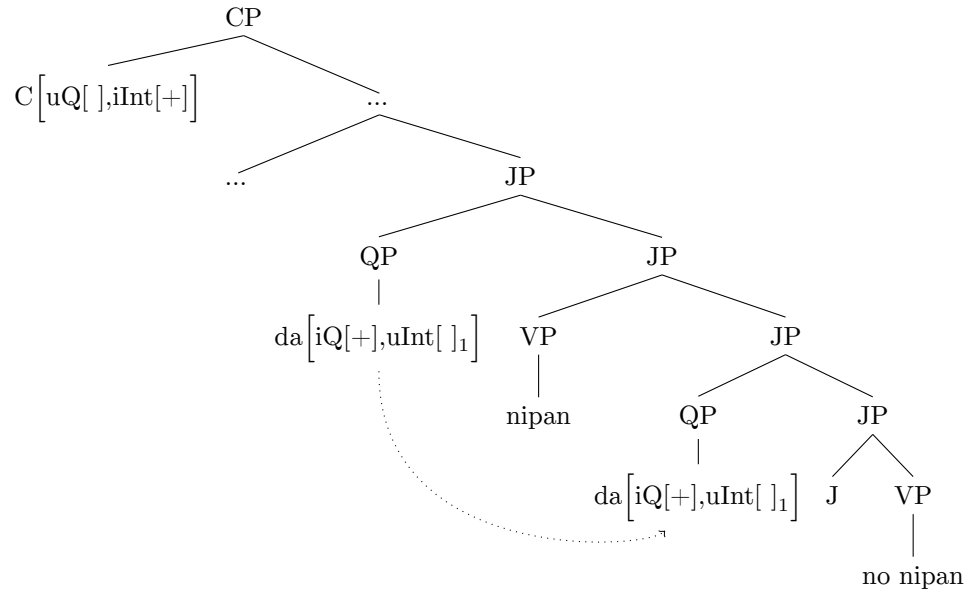 CP
C[uQ[ ],iInt[+]]
...
...
JP
QP
JP
da[iQ[+],uInt[ ]₁]
VP
JP
nipan
QP
JP
da[iQ[+],uInt[ ]₁]
J
VP
no nipan